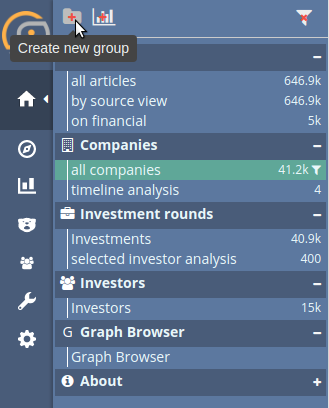 Create new group
all articles 646.9k
by source view 646.9k
on financial 5k
Companies
all companies 41.2k
timeline analysis 4
Investment rounds
Investments 40.9k
selected investor analysis 400
Investors
Investors 15k
G Graph Browser
Graph Browser
About